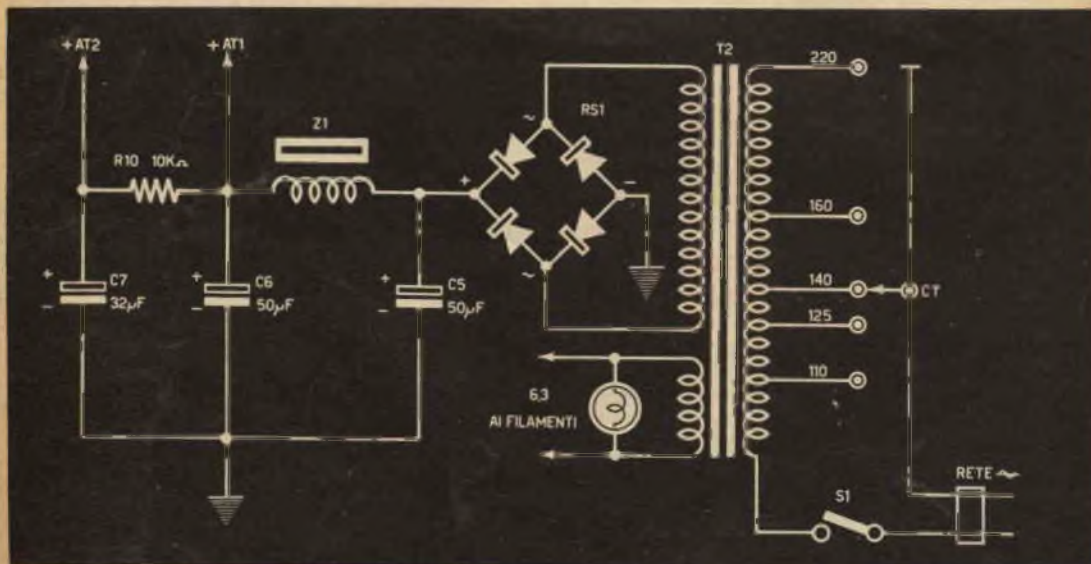 +AT2
+AT1
T2
220
RS1
Z1
~
R10 10KΩ
+
-
160
140
CT
+
C7
32µF
-
+
C6
50µF
-
+
C5
50µF
-
~
125
110
6,3
AI FILAMENTI
S1
RETE ~